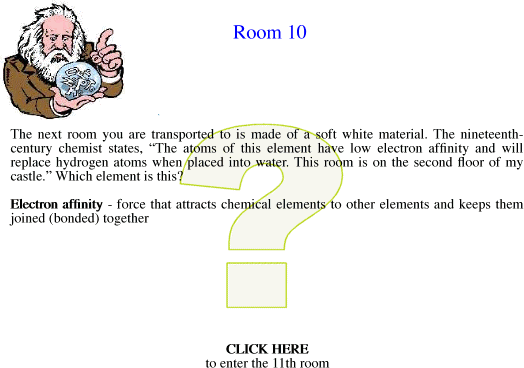 Room 10
The next room you are transported to is made of a soft white material. The nineteenth-
century chemist states, “The atoms of this element have low electron affinity and will
replace hydrogen atoms when placed into water. This room is on the second floor of my
castle.” Which element is this?
Electron affinity - force that attracts chemical elements to other elements and keeps them
joined (bonded) together
CLICK HERE
to enter the 11th room